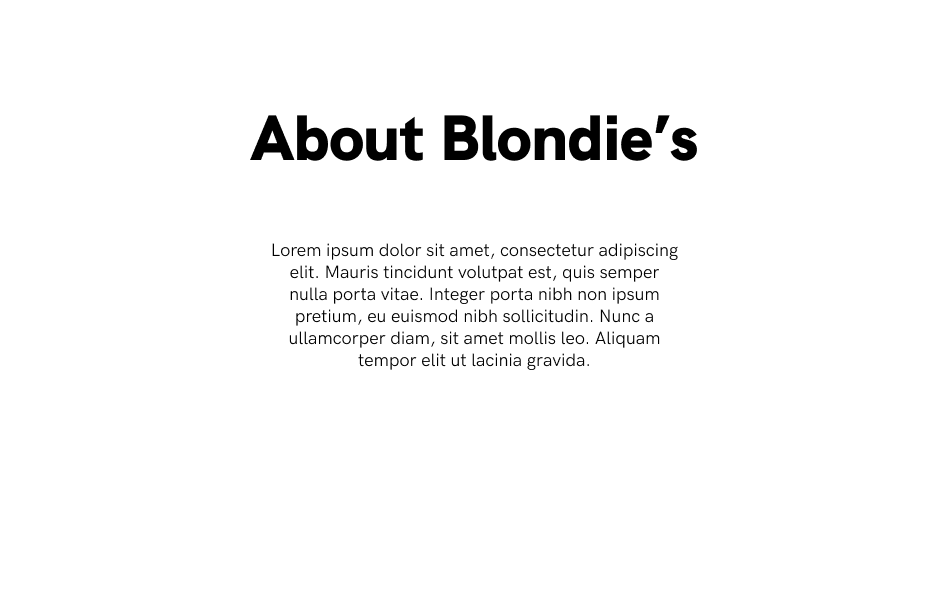 About Blondie’s
Lorem ipsum dolor sit amet, consectetur adipiscing
elit. Mauris tincidunt volutpat est, quis semper
nulla porta vitae. Integer porta nibh non ipsum
pretium, eu euismod nibh sollicitudin. Nunc a
ullamcorper diam, sit amet mollis leo. Aliquam
tempor elit ut lacinia gravida.